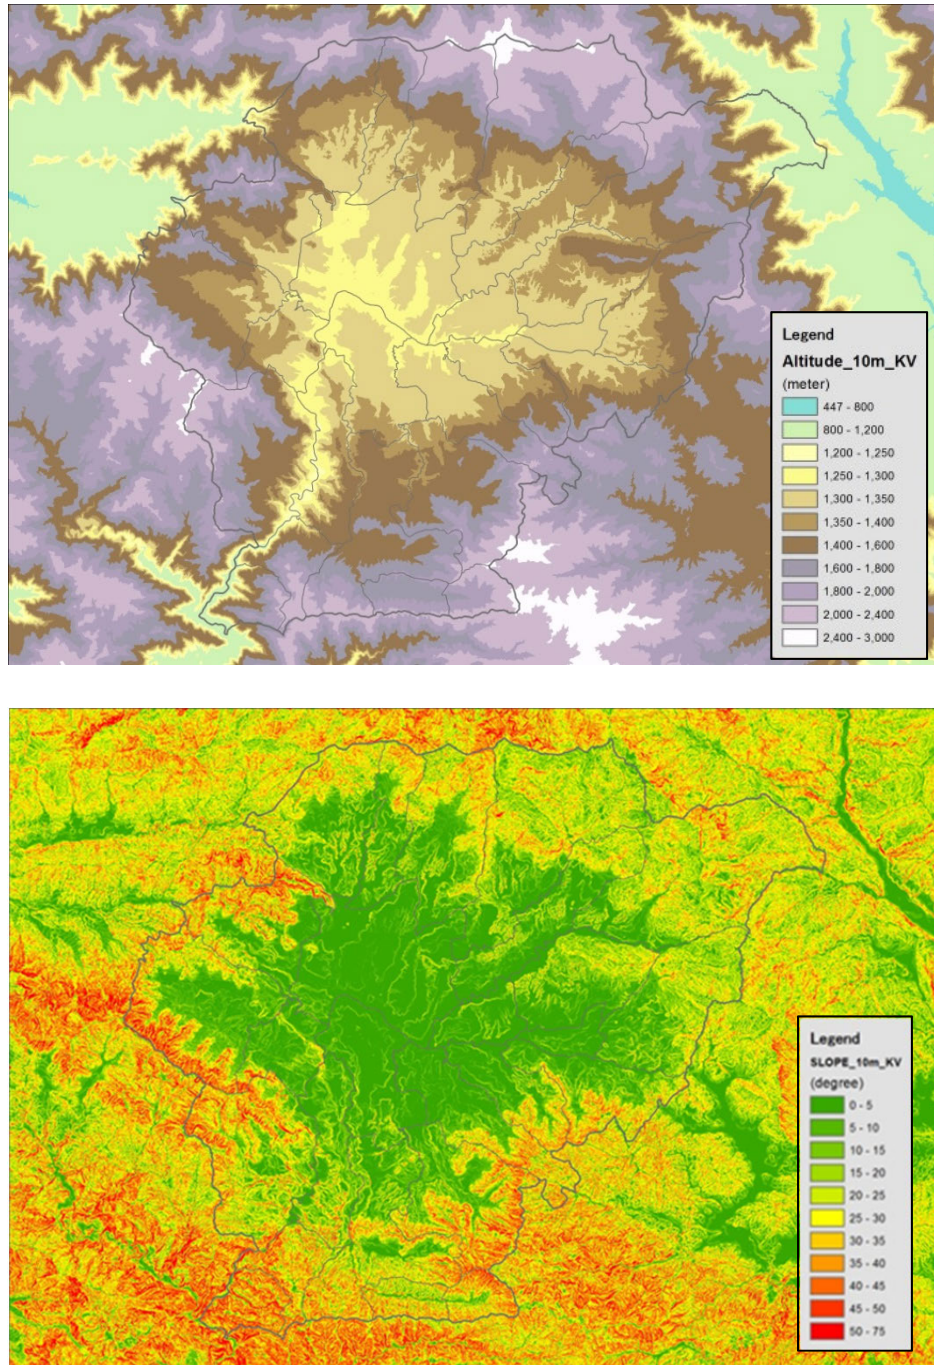 Legend
Altitude_10m_KV
(meter)
447 - 800
800 - 1,200
1,200 - 1,250
1,250 - 1,300
1,300 - 1,350
1,350 - 1,400
1,400 - 1,600
1,600 - 1,800
1,800 - 2,000
2,000 - 2,400
2,400 - 3,000
Legend
SLOPE_10m_KV
(degree)
0 - 5
5 - 10
10 - 15
15 - 20
20 - 25
25 - 30
30 - 35
35 - 40
40 - 45
45 - 50
50 - 75